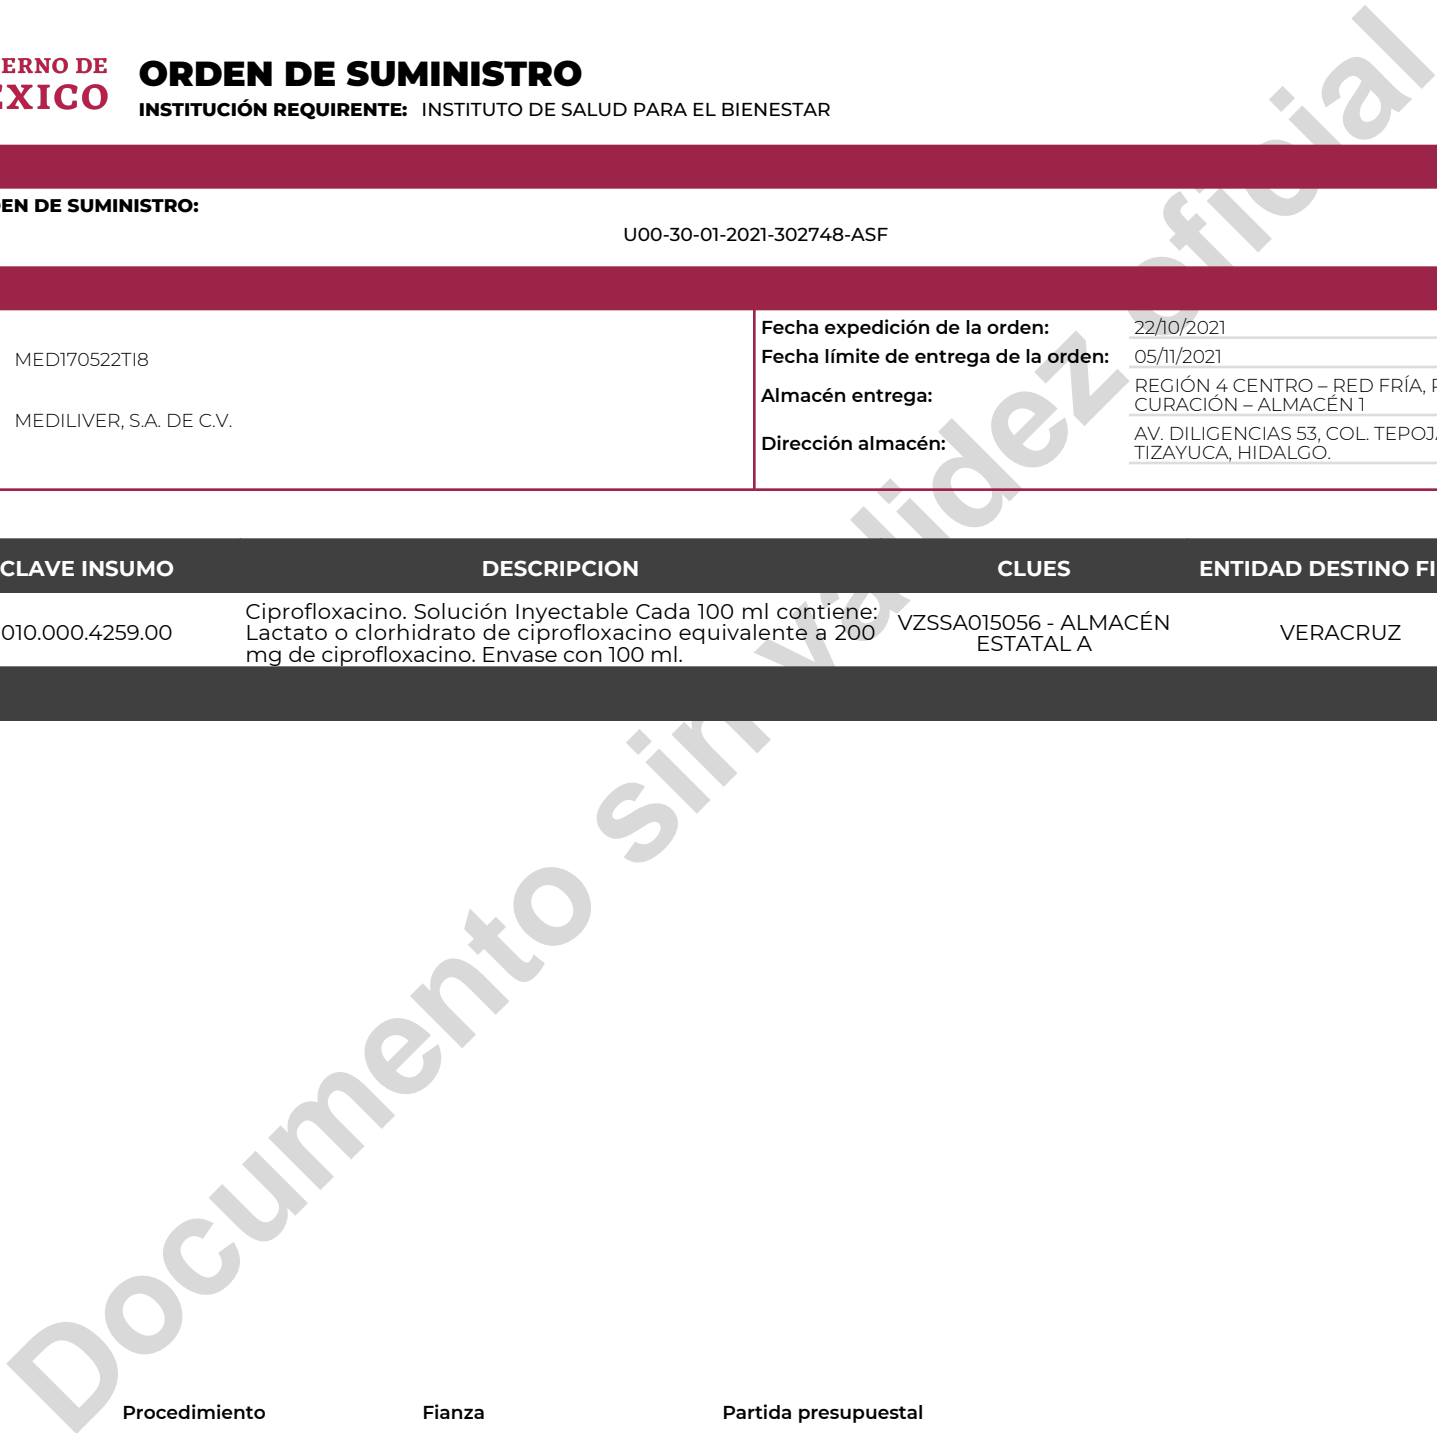 ERNO DE
ORDEN DE SUMINISTRO
EXICO
INSTITUCIÓN REQUIRENTE: INSTITUTO DE SALUD PARA EL BIENESTAR
EN DE SUMINISTRO:
U00-30-01-2021-302748-ASF
MED170522TI8
MEDILIVER, S.A. DE C.V.
Fecha expedición de la orden: 22/10/2021
Fecha límite de entrega de la orden: 05/11/2021
Almacén entrega: REGIÓN 4 CENTRO – RED FRÍA,
CURACIÓN – ALMACÉN 1
Dirección almacén: AV. DILIGENCIAS 53, COL. TEPOJ
TIZAYUCA, HIDALGO.
CLAVE INSUMO DESCRIPCION CLUES ENTIDAD DESTINO FI
010.000.4259.00
Ciprofloxacino. Solución Inyectable Cada 100 ml contiene:
Lactato o clorhidrato de ciprofloxacino equivalente a 200
mg de ciprofloxacino. Envase con 100 ml.
VZSSA015056 - ALMACÉN
ESTATAL A
VERACRUZ
Documento sin validez oficial
Procedimiento Fianza Partida presupuestal